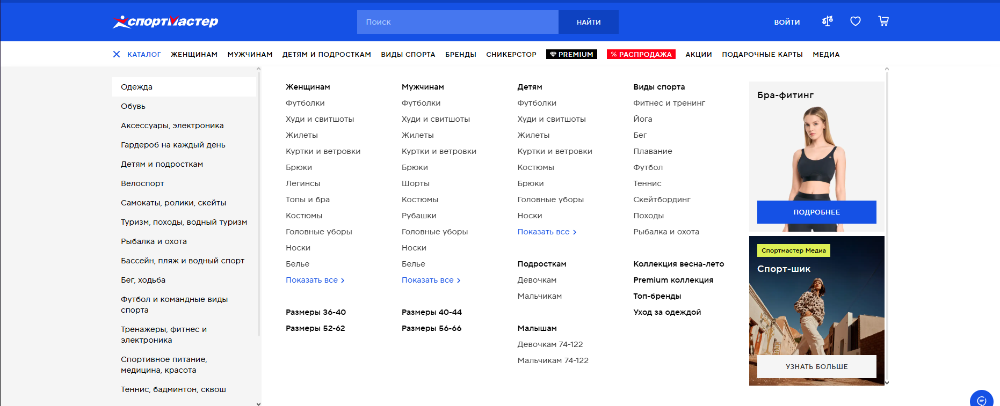 спортмастер
Поиск
НАЙТИ
ВОЙТИ
КАТАЛОГ ЖЕНЩИНАМ МУЖЧИНАМ ДЕТЯМ И ПОДРОСТКАМ ВИДЫ СПОРТА БРЕНДЫ СНИКЕРСТОР PREMIUM % РАСПРОДАЖА АКЦИИ ПОДАРОЧНЫЕ КАРТЫ МЕДИА
Одежда
Обувь
Аксессуары, электроника
Гардероб на каждый день
Детям и подросткам
Велоспорт
Самокаты, ролики, скейты
Туризм, походы, водный туризм
Рыбалка и охота
Бассейн, пляж и водный спорт
Бег, ходьба
Футбол и командные виды
спорта
Тренажеры, фитнес и
электроника
Спортивное питание,
медицина, красота
Теннис, бадминтон, сквош
Женщинам
Футболки
Худи и свитшоты
Жилеты
Куртки и ветровки
Брюки
Легинсы
Топы и бра
Костюмы
Головные уборы
Носки
Белье
Показать все
Размеры 36-40
Размеры 52-62
Мужчинам
Футболки
Худи и свитшоты
Жилеты
Куртки и ветровки
Брюки
Шорты
Костюмы
Рубашки
Головные уборы
Носки
Белье
Показать все
Размеры 40-44
Размеры 56-66
Детям
Футболки
Худи и свитшоты
Жилеты
Куртки и ветровки
Костюмы
Брюки
Головные уборы
Носки
Показать все
Подросткам
Девочкам
Мальчикам
Малышам
Девочкам 74-122
Мальчикам 74-122
Виды спорта
Фитнес и тренинг
Йога
Бег
Плавание
Футбол
Теннис
Скейтбординг
Походы
Рыбалка и охота
Коллекция весна-лето
Premium коллекция
Топ-бренды
Уход за одеждой
Бра-фитинг
ПОДРОБНЕЕ
Спортмастер Медиа
Спорт-шик
УЗНАТЬ БОЛЬШЕ